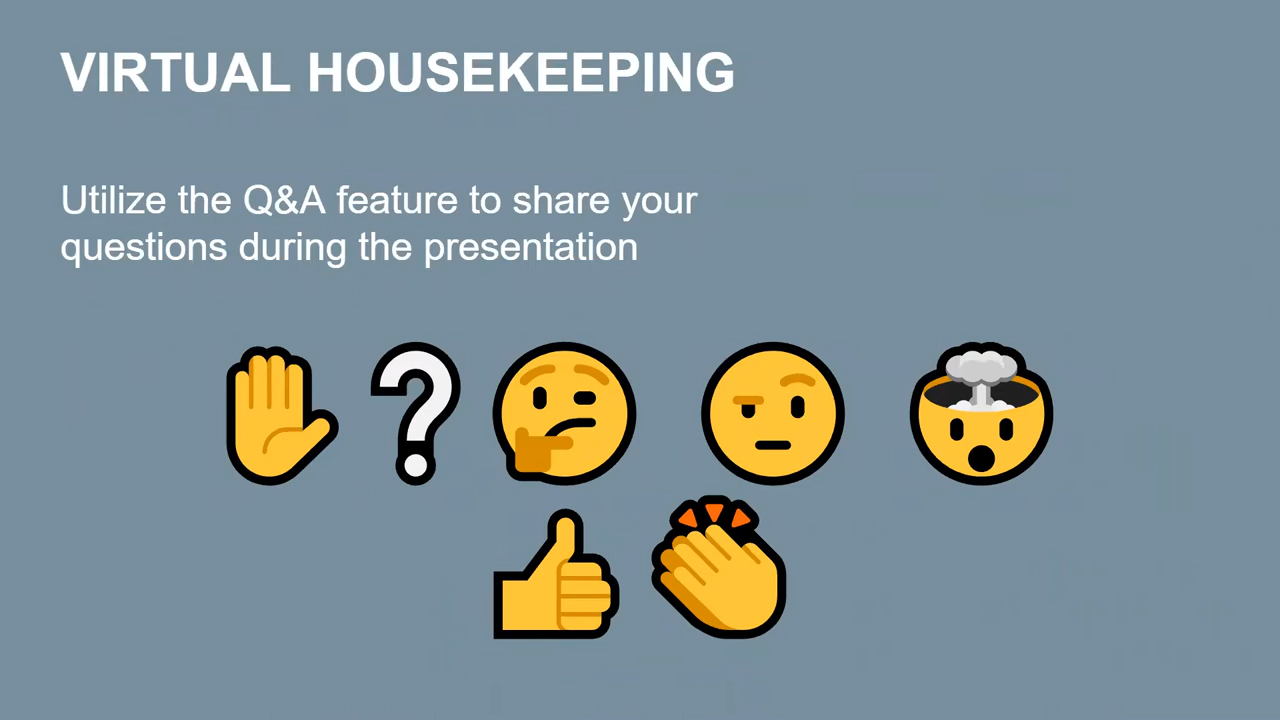 VIRTUAL HOUSEKEEPING
Utilize the Q&A feature to share your
questions during the presentation